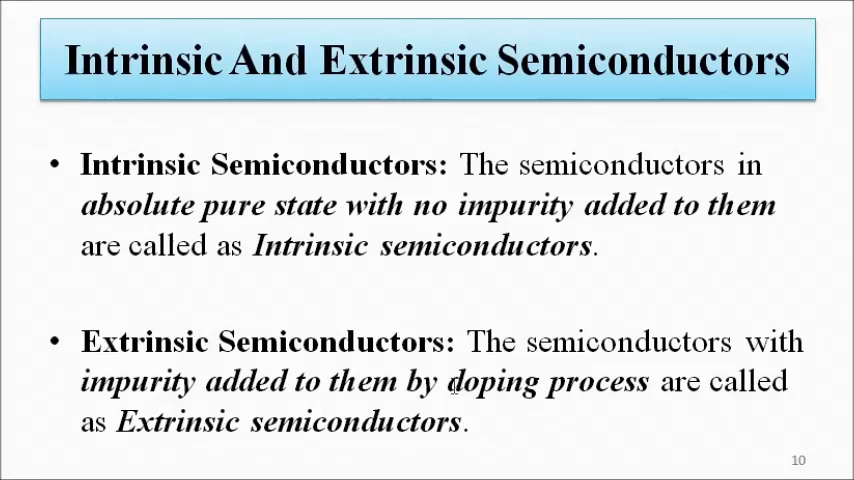 Intrinsic And Extrinsic Semiconductors
• Intrinsic Semiconductors: The semiconductors in
absolute pure state with no impurity added to them
are called as Intrinsic semiconductors.
• Extrinsic Semiconductors: The semiconductors with
impurity added to them by doping process are called
as Extrinsic semiconductors.
10